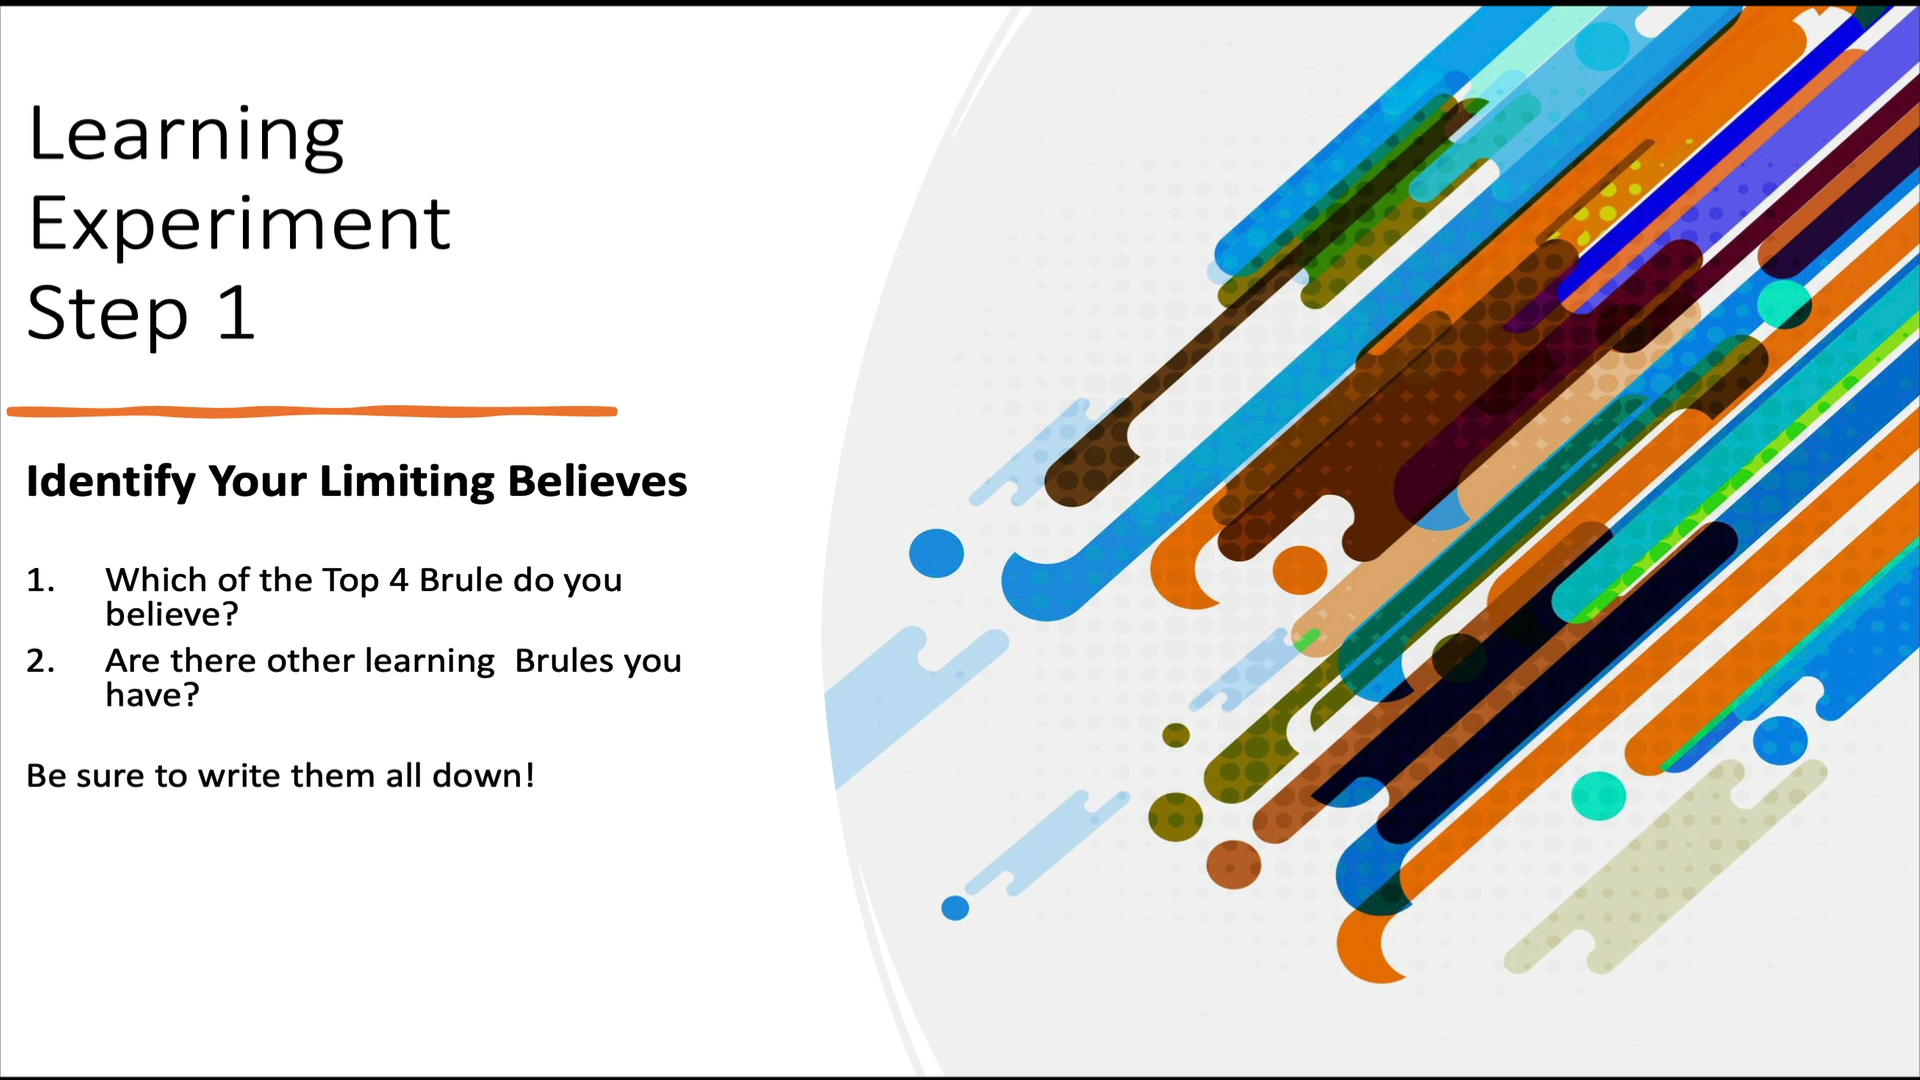 Learning
Experiment
Step 1
Identify Your Limiting Believes
1. Which of the Top 4 Brule do you
believe?
2. Are there other learning  Brules you
have?
Be sure to write them all down!